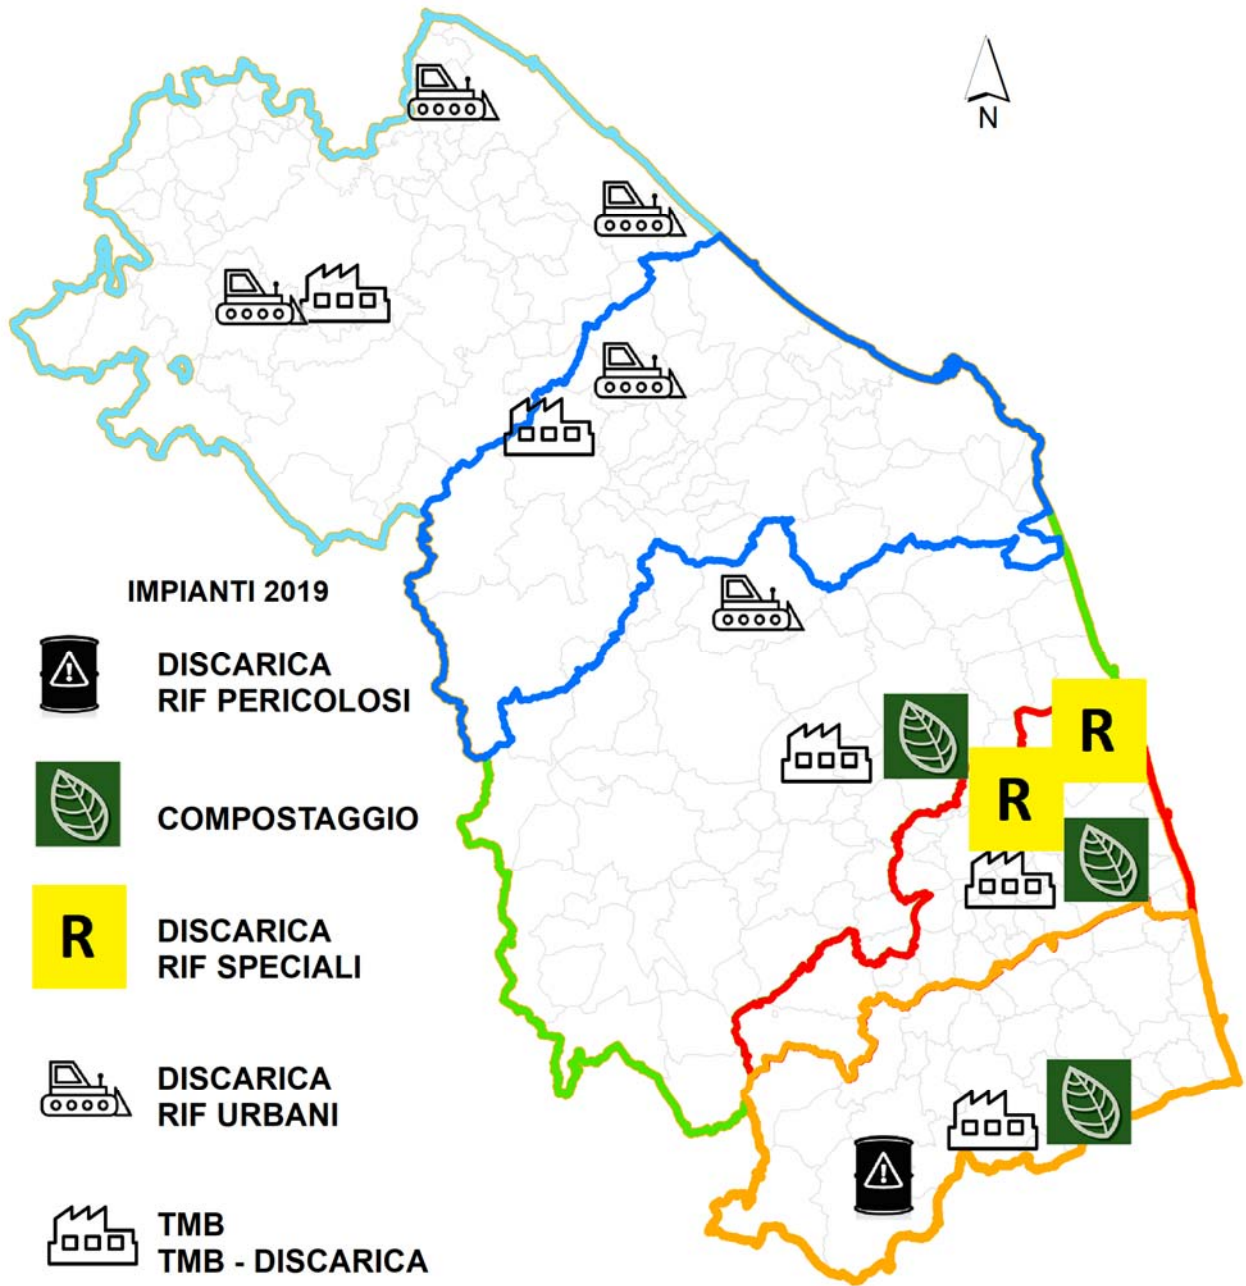 N
IMPIANTI 2019
DISCARICA
RIF PERICOLOSI
COMPOSTAGGIO
R
DISCARICA
RIF SPECIALI
DISCARICA
RIF URBANI
TMB
TMB - DISCARICA
R
R